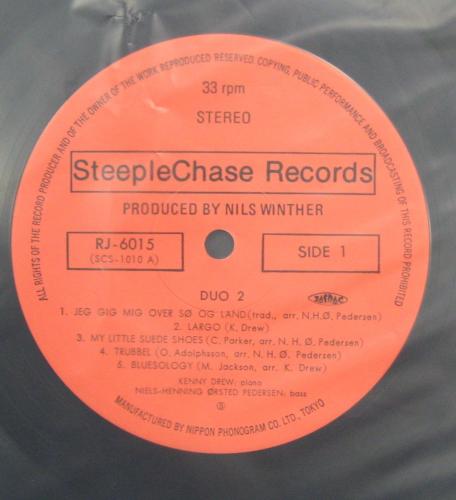 ALL RIGHTS OF THE RECORD PRODUCER AND OF THE OWNER OF THE WORK REPRODUCED RESERVED. COPYING, PUBLIC PERFORMANCE AND BROADCASTING OF THIS RECORD PROHIBITED
33 rpm
STEREO
SteepleChase Records
PRODUCED BY NILS WINTHER
RJ-6015
(SCS-1010 A)
SIDE 1
DUO 2
JASRAC
1. JEG GIG MIG OVER SØ OG LAND(trad., arr. N.H.Ø. Pedersen)
2. LARGO (K. Drew)
3. MY LITTLE SUEDE SHOES (C. Parker, arr. N. H. Ø. Pedersen)
4. TRUBBEL (O. Adolphsson, arr. N. H. Ø. Pedersen)
5. BLUESOLOGY (M. Jackson, arr. K. Drew)
KENNY DREW; piano
NIELS-HENNING ØRSTED PEDERSEN; bass
MANUFACTURED BY NIPPON PHONOGRAM CO. LTD., TOKYO